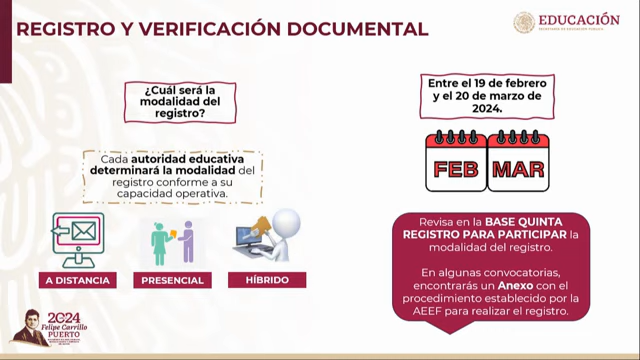 REGISTRO Y VERIFICACIÓN DOCUMENTAL
EDUCACIÓN
SECRETARÍA DE EDUCACIÓN PÚBLICA
¿Cuál será la
modalidad del
registro?
Cada autoridad educativa
determinará la modalidad del
registro conforme a su
capacidad operativa.
A DISTANCIA
PRESENCIAL
HÍBRIDO
Entre el 19 de febrero
y el 20 de marzo de
2024.
FEB
MAR
Revisa en la BASE QUINTA
REGISTRO PARA PARTICIPAR la
modalidad del registro.
En algunas convocatorias,
encontrarás un Anexo con el
procedimiento establecido por la
AEEF para realizar el registro.
2024
Felipe Carrillo
PUERTO